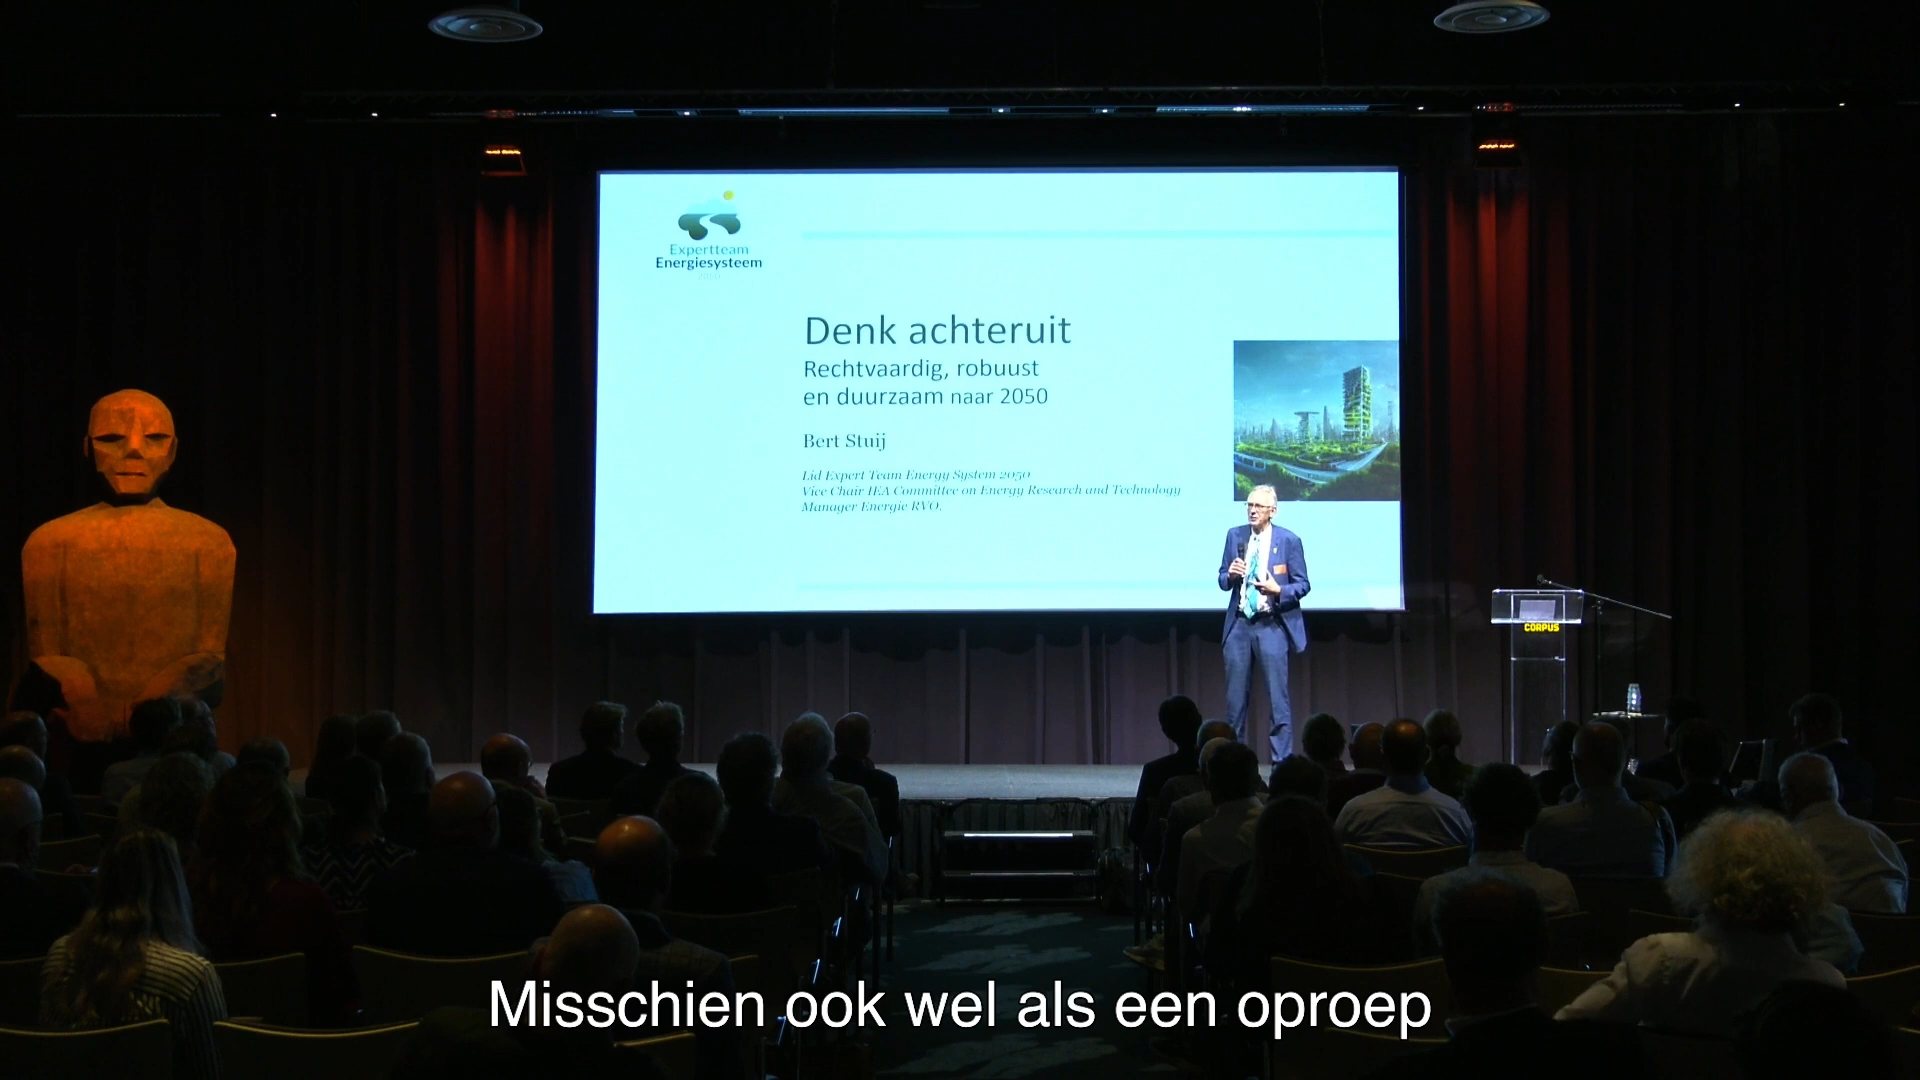 Expertteam
Energiesysteem
2050
Denk achteruit
Rechtvaardig, robuust
en duurzaam naar 2050
Bert Stuij
Lid Expert Team Energy System 2050
Vice Chair IEA Committee on Energy Research and Technology
Manager Energie RVO.
CORPUS
Misschien ook wel als een oproep